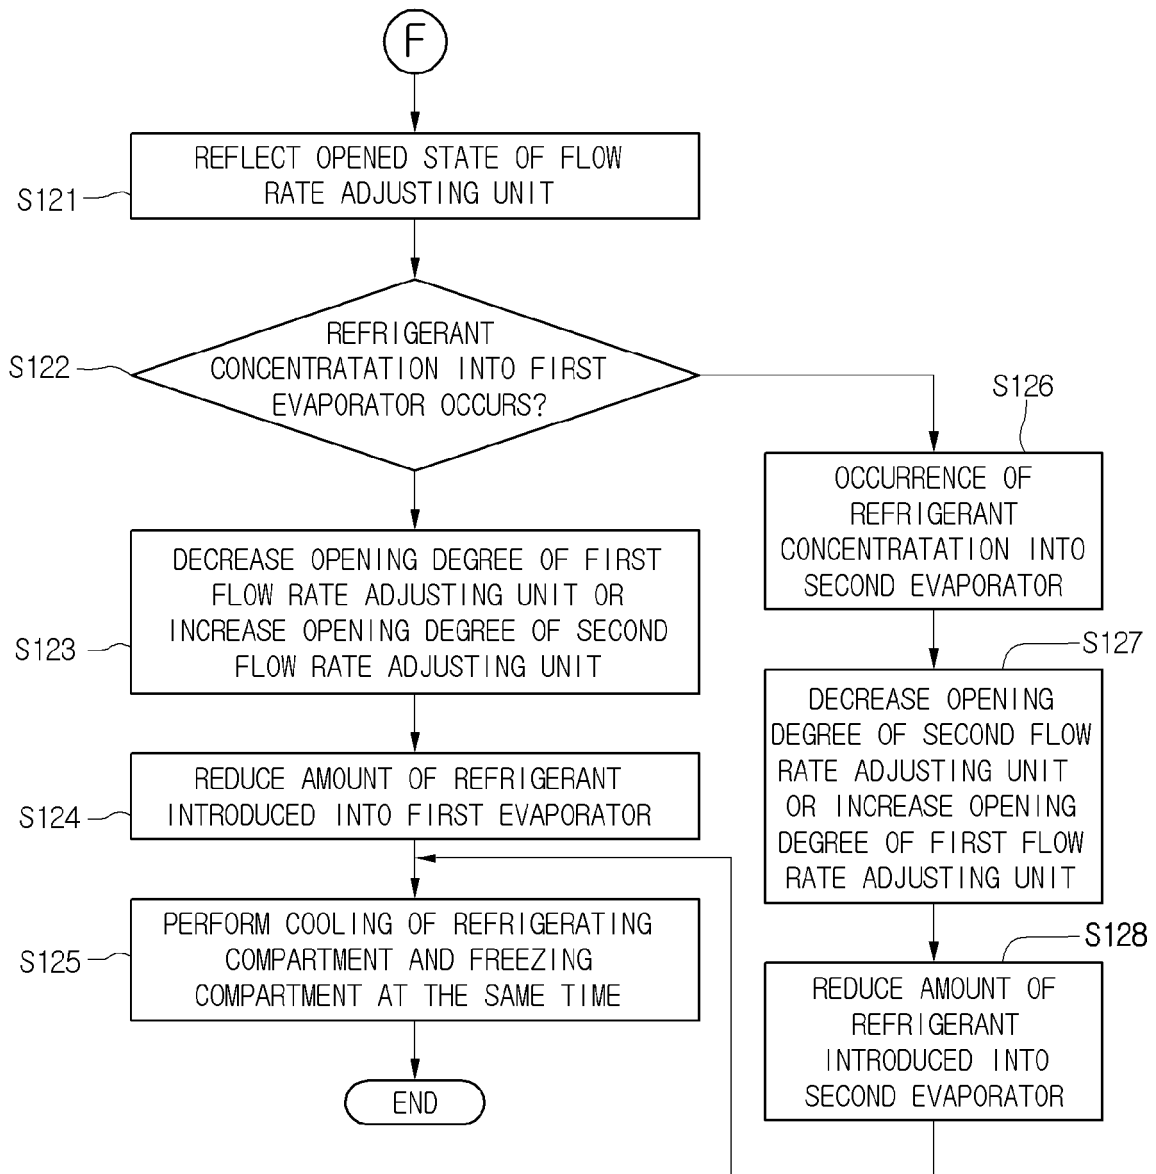 F
REFLECT OPENED STATE OF FLOW
RATE ADJUSTING UNIT
S121
REFRIGERANT
CONCENTRATATION INTO FIRST
EVAPORATOR OCCURS?
S122
DECREASE OPENING DEGREE OF FIRST
FLOW RATE ADJUSTING UNIT OR
INCREASE OPENING DEGREE OF SECOND
FLOW RATE ADJUSTING UNIT
S123
REDUCE AMOUNT OF REFRIGERANT
INTRODUCED INTO FIRST EVAPORATOR
S124
PERFORM COOLING OF REFRIGERATING
COMPARTMENT AND FREEZING
COMPARTMENT AT THE SAME TIME
S125
END
S126
OCCURRENCE OF
REFRIGERANT
CONCENTRATATION INTO
SECOND EVAPORATOR
S127
DECREASE OPENING
DEGREE OF SECOND FLOW
RATE ADJUSTING UNIT
OR INCREASE OPENING
DEGREE OF FIRST FLOW
RATE ADJUSTING UNIT
S128
REDUCE AMOUNT OF
REFRIGERANT
INTRODUCED INTO
SECOND EVAPORATOR